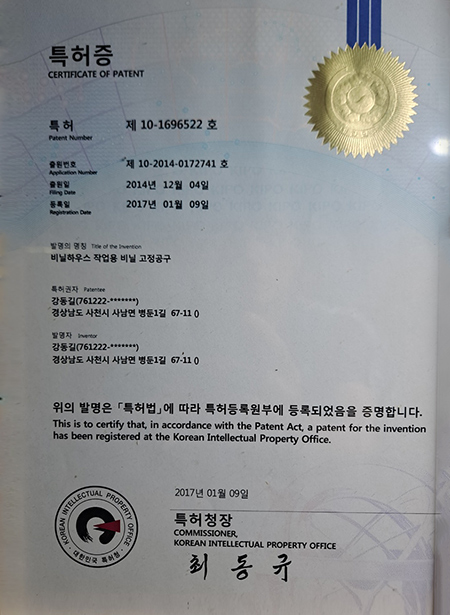 특허증
CERTIFICATE OF PATENT
특허 제 10-1696522 호
Patent Number
출원번호 제 10-2014-0172741 호
Application Number
출원일 2014년 12월 04일
Filing Date
등록일 2017년 01월 09일
Registration Date
발명의 명칭 Title of the Invention
비닐하우스 작업용 비닐 고정공구
특허권자 Patentee
강동길(761222-*******)
경상남도 사천시 사남면 병둔1길 67-11 ()
발명자 Inventor
강동길(761222-*******)
경상남도 사천시 사남면 병둔1길 67-11 ()
위의 발명은 「특허법」에 따라 특허등록원부에 등록되었음을 증명합니다.
This is to certify that, in accordance with the Patent Act, a patent for the invention
has been registered at the Korean Intellectual Property Office.
2017년 01월 09일
특허청장
COMMISSIONER,
KOREAN INTELLECTUAL PROPERTY OFFICE
최동규
KOREAN INTELLECTUAL PROPERTY OFFICE
대한민국 특허청